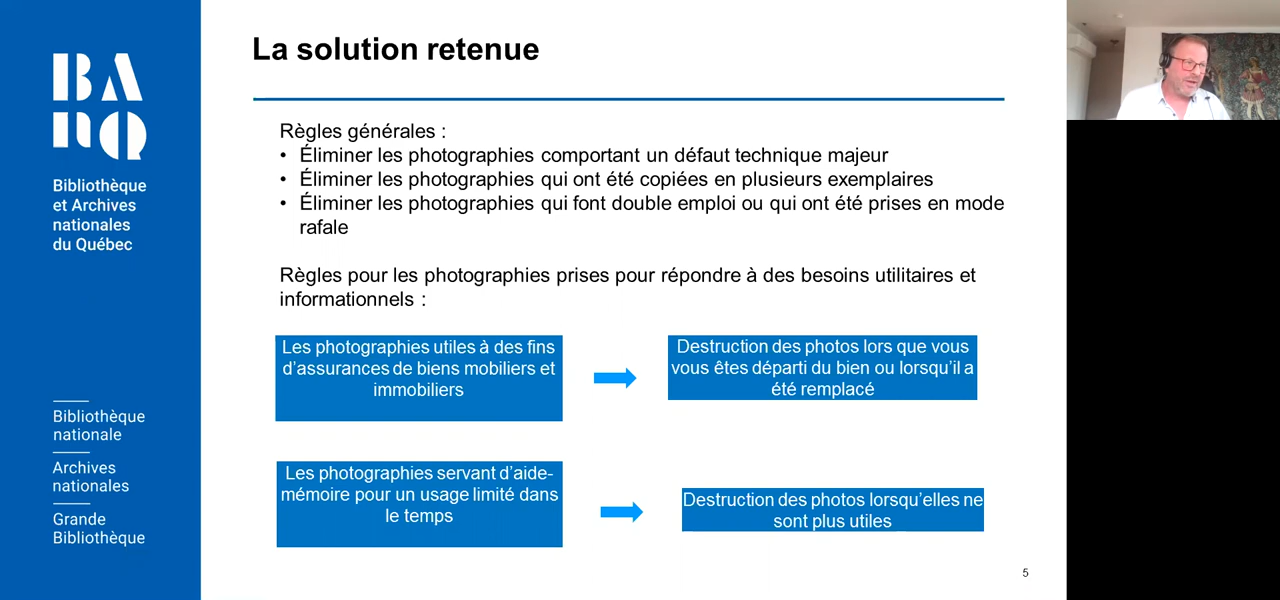 BAnQ
Bibliothèque
et Archives
nationales
du Québec
Bibliothèque
nationale
Archives
nationales
Grande
Bibliothèque
La solution retenue
Règles générales :
• Éliminer les photographies comportant un défaut technique majeur
• Éliminer les photographies qui ont été copiées en plusieurs exemplaires
• Éliminer les photographies qui font double emploi ou qui ont été prises en mode
rafale
Règles pour les photographies prises pour répondre à des besoins utilitaires et
informationnels :
Les photographies utiles à des fins
d’assurances de biens mobiliers et
immobiliers
Destruction des photos lors que vous
vous êtes départi du bien ou lorsqu’il a
été remplacé
Les photographies servant d’aide-
mémoire pour un usage limité dans
le temps
Destruction des photos lorsqu’elles ne
sont plus utiles
5